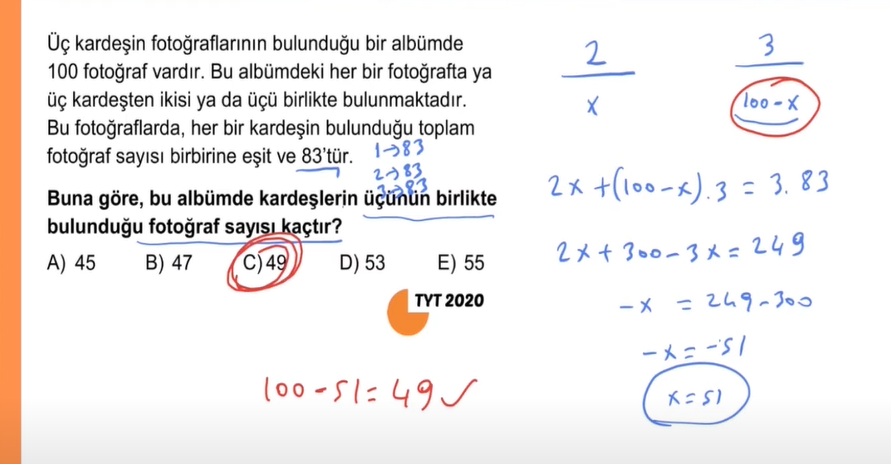 Üç kardeşin fotoğraflarının bulunduğu bir albümde
100 fotoğraf vardır. Bu albümdeki her bir fotoğrafta ya
üç kardeşten ikisi ya da üçü birlikte bulunmaktadır.
Bu fotoğraflarda, her bir kardeşin bulunduğu toplam
fotoğraf sayısı birbirine eşit ve 83'tür.
1→83
2→83
3→83
Buna göre, bu albümde kardeşlerin üçünün birlikte
bulunduğu fotoğraf sayısı kaçtır?
A) 45 B) 47 C) 49 D) 53 E) 55
TYT 2020
100-51=49✓
2 3
x 100-x
2x+(100-x).3=3.83
2x+300-3x=249
-x = 249-300
-x=-51
x=51